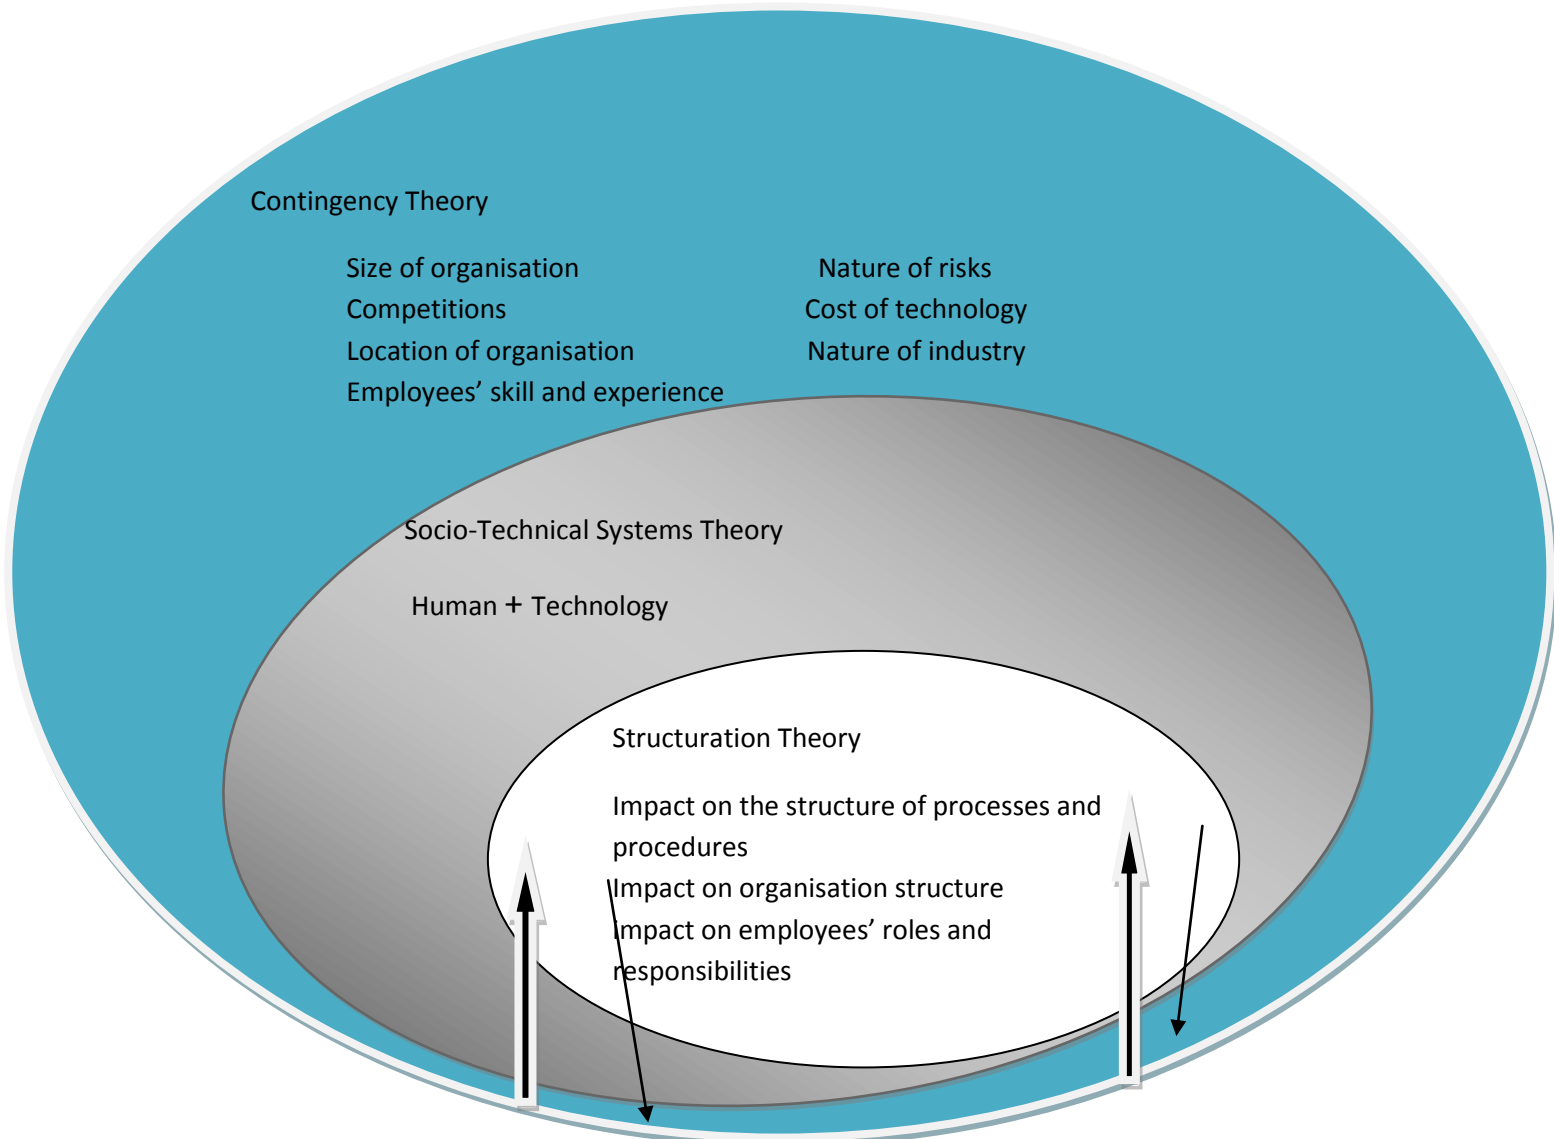 Contingency Theory
Size of organisation
Nature of risks
Competitions
Cost of technology
Location of organisation
Nature of industry
Employees’ skill and experience
Socio-Technical Systems Theory
Human + Technology
Structuration Theory
Impact on the structure of processes and
procedures
Impact on organisation structure
Impact on employees’ roles and
responsibilities